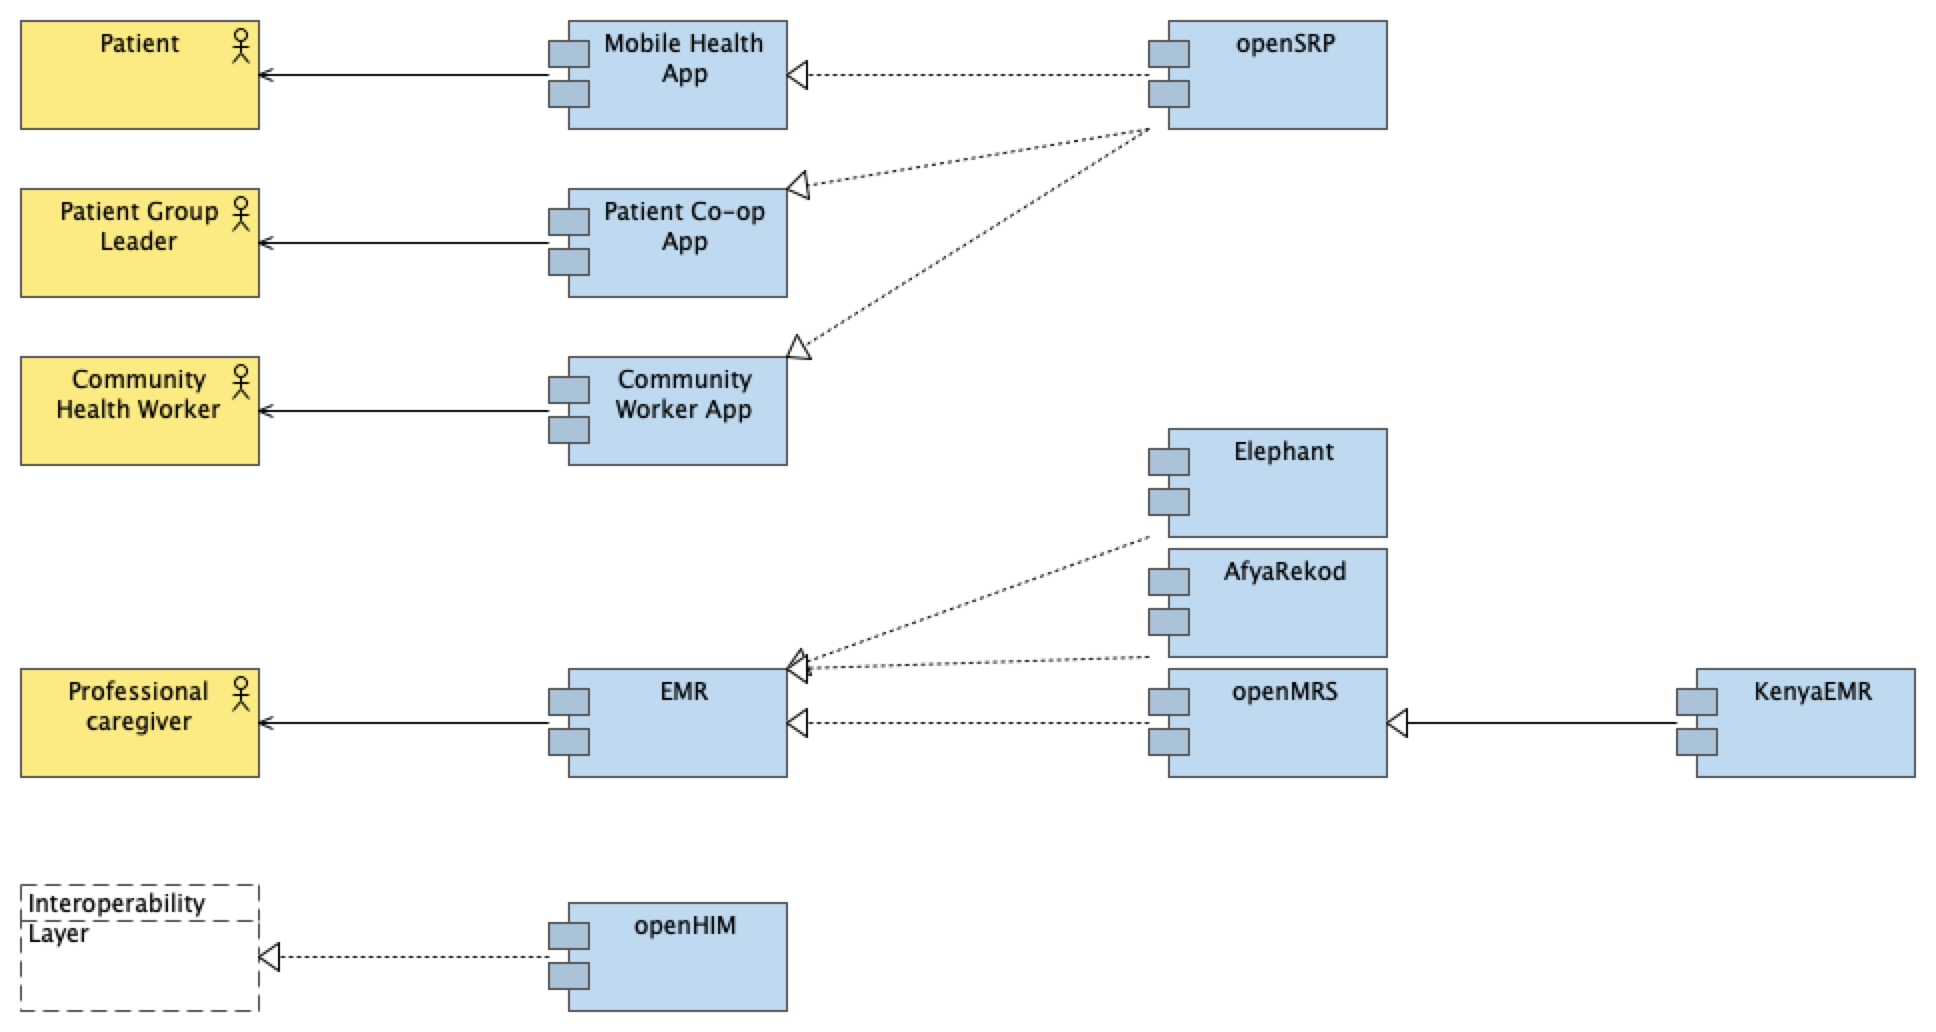 Patient
Mobile Health
App
openSRP
Patient Group
Leader
Patient Co-op
App
Community
Health Worker
Community
Worker App
Elephant
AfyaRekod
Professional
caregiver
EMR
openMRS
KenyaEMR
Interoperability
Layer
openHIM